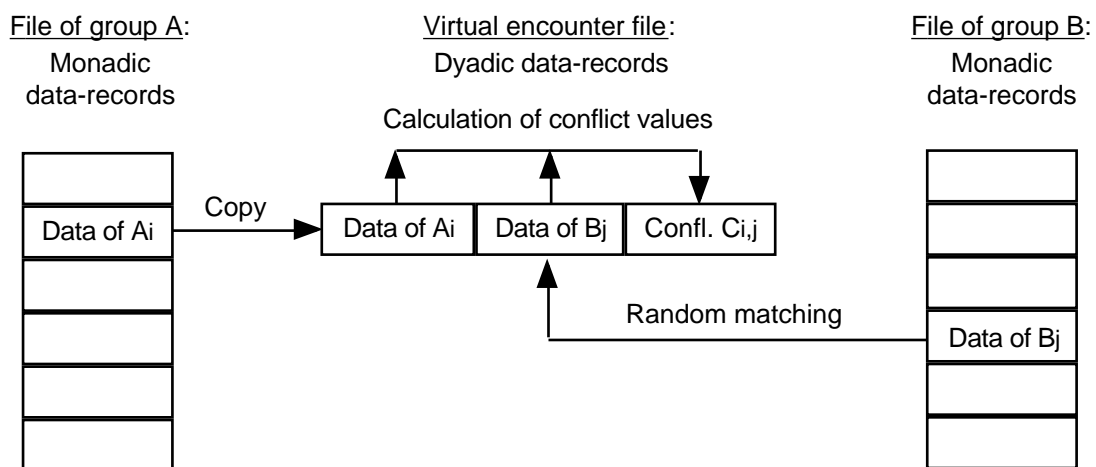 File of group A:
Monadic
data-records
Virtual encounter file:
Dyadic data-records
File of group B:
Monadic
data-records
Calculation of conflict values
Copy
Data of Ai
Data of Ai
Data of Bj
Confl. Ci,j
Random matching
Data of Bj